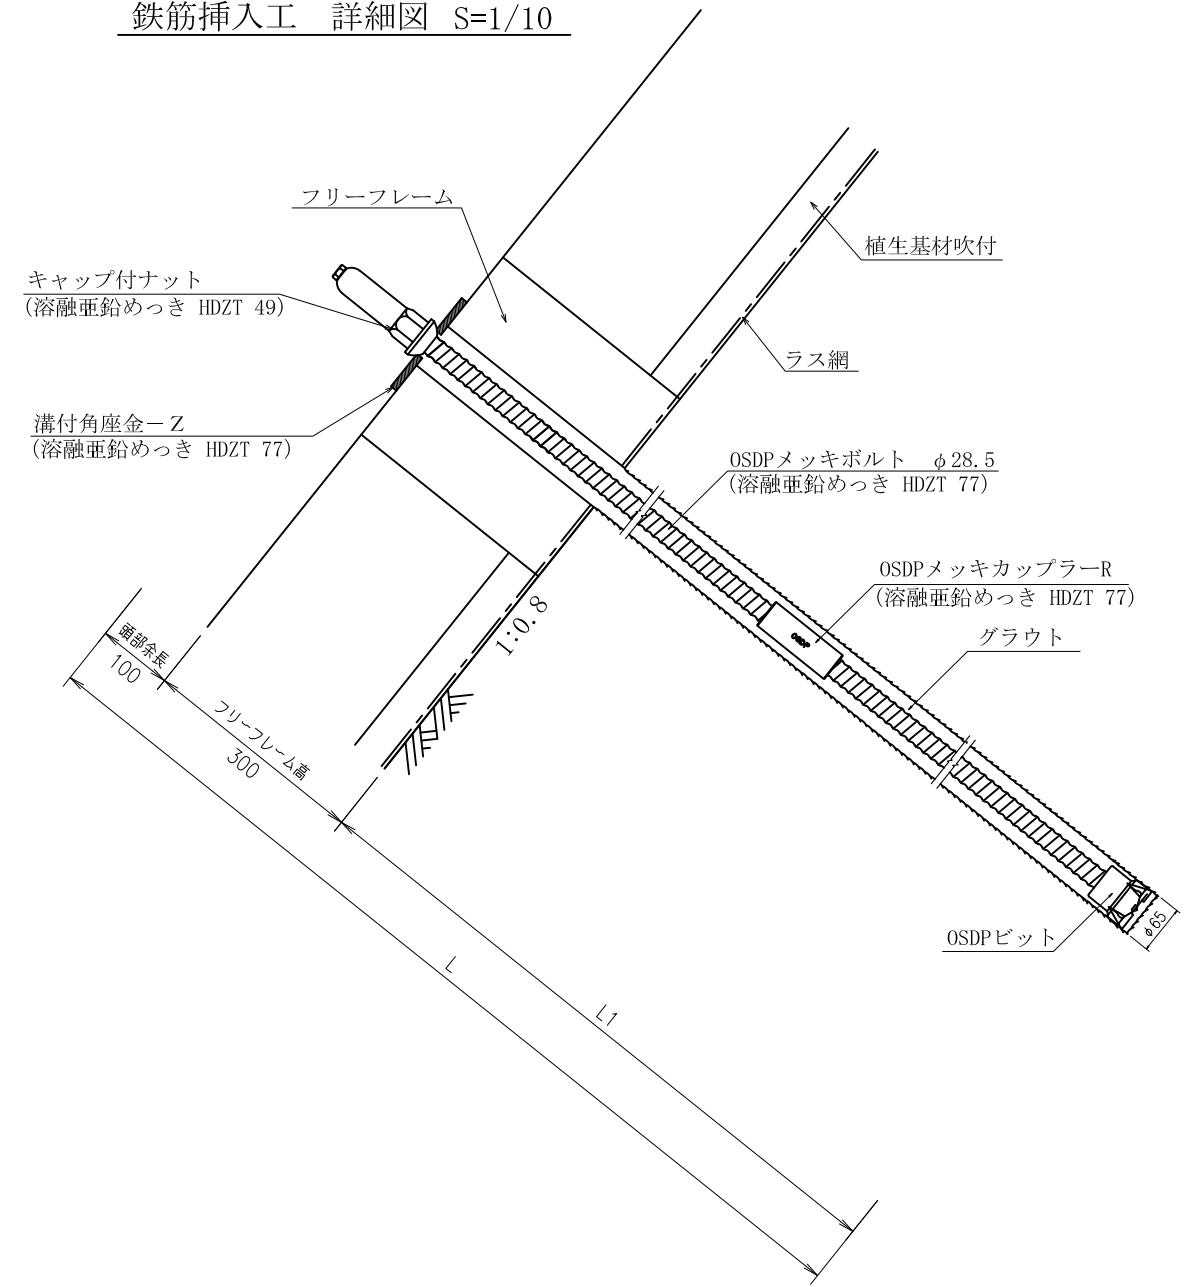 鉄筋挿入工　詳細図 S=1/10
フリーフレーム
植生基材吹付
キャップ付ナット
(溶融亜鉛めっき HDZT 49)
ラス網
溝付角座金－Z
(溶融亜鉛めっき HDZT 77)
OSDPメッキボルト　φ28.5
(溶融亜鉛めっき HDZT 77)
OSDPメッキカップラーR
(溶融亜鉛めっき HDZT 77)
OSDP
グラウト
1:0.8
頭部余長
100
フリーフレーム高
300
φ65
OSDPビット
L
L1